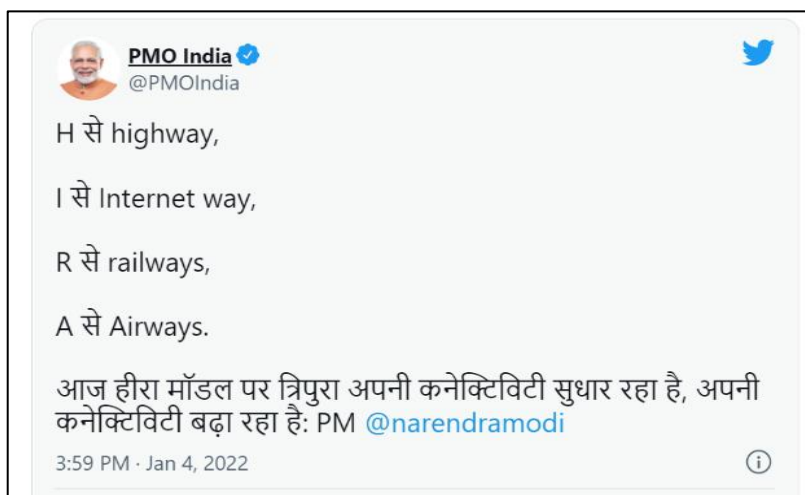 PMO India
@PMOIndia
H से highway,
I से Internet way,
R से railways,
A से Airways.
आज हीरा मॉडल पर त्रिपुरा अपनी कनेक्टिविटी सुधार रहा है, अपनी
कनेक्टिविटी बढ़ा रहा है: PM @narendramodi
3:59 PM · Jan 4, 2022